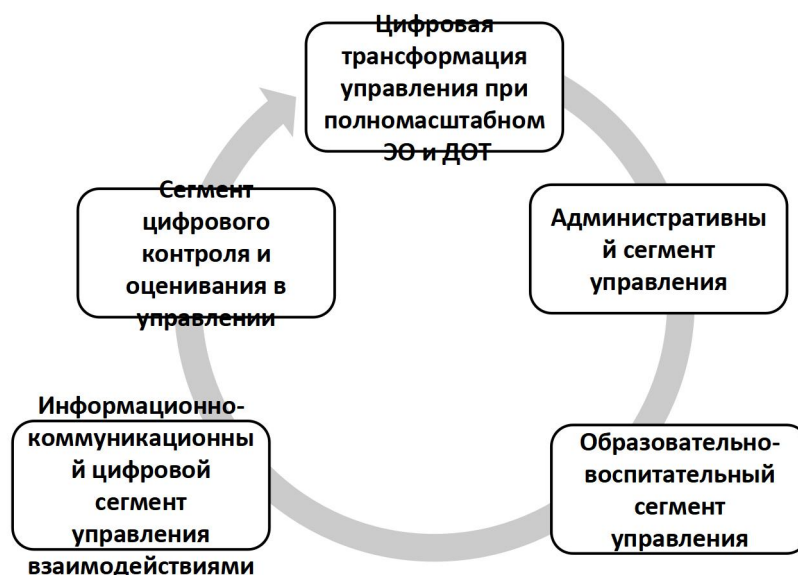 Цифровая
трансформация
управления при
полномасштабном
ЭО и ДОТ
Административны
й сегмент
управления
Образовательно-
воспитательный
сегмент
управления
Информационно-
коммуникационны
й цифровой
сегмент
управления
взаимодействиями
Сегмент
цифрового
контроля и
оценивания в
управлении